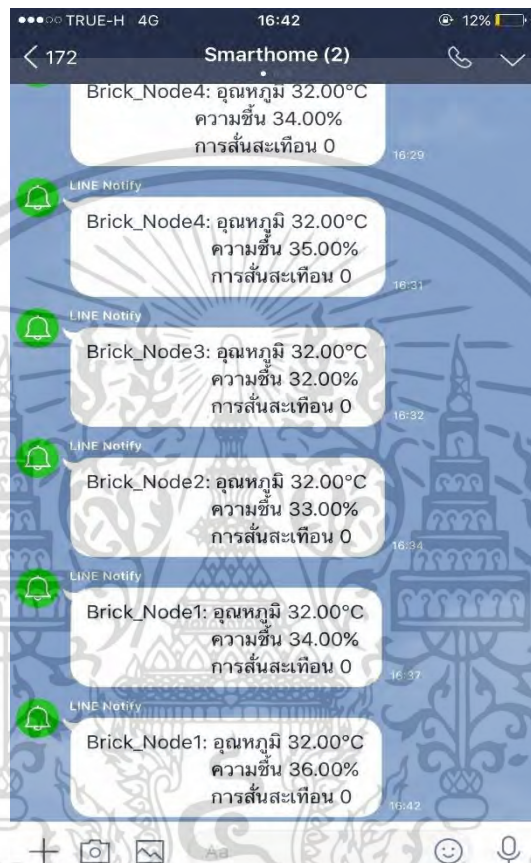 TRUE-H 4G 16:42 12%
172 Smarthome (2)
Brick_Node4: อุณหภูมิ 32.00°C
ความชื้น 34.00%
การสั่นสะเทือน 0
16:29
LINE Notify
Brick_Node4: อุณหภูมิ 32.00°C
ความชื้น 35.00%
การสั่นสะเทือน 0
16:31
LINE Notify
Brick_Node3: อุณหภูมิ 32.00°C
ความชื้น 32.00%
การสั่นสะเทือน 0
16:32
LINE Notify
Brick_Node2: อุณหภูมิ 32.00°C
ความชื้น 33.00%
การสั่นสะเทือน 0
16:34
LINE Notify
Brick_Node1: อุณหภูมิ 32.00°C
ความชื้น 34.00%
การสั่นสะเทือน 0
16:37
LINE Notify
Brick_Node1: อุณหภูมิ 32.00°C
ความชื้น 36.00%
การสั่นสะเทือน 0
16:42
Aa